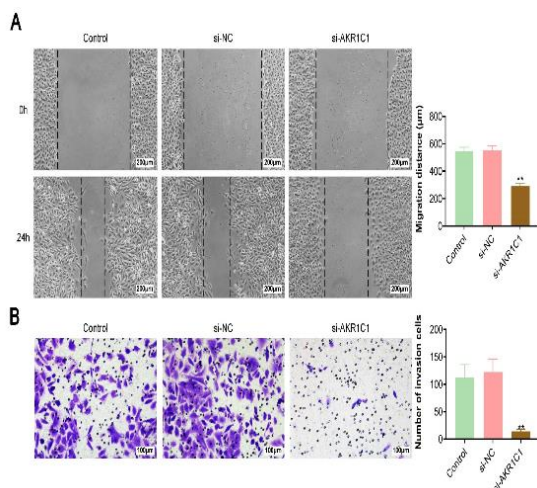 A
Control si-NC si-AKR1C1
0h
200μm 200μm 200μm
24h
200μm 200μm 200μm
Migration distance (μm)
800
600
400
200
0
**
Control si-NC si-AKR1C1
B
Control si-NC si-AKR1C1
100μm 100μm 100μm
Number of invasion cells
200
150
100
50
0
**
Control si-NC si-AKR1C1